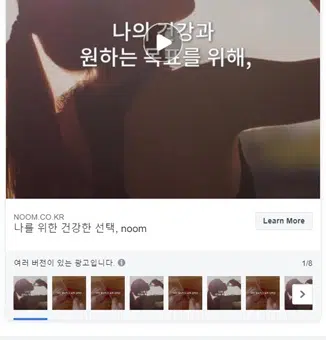 나의 건강과
원하는 목표를 위해,
NOOM.CO.KR
나를 위한 건강한 선택, noom
Learn More
여러 버전이 있는 광고입니다.
1/8